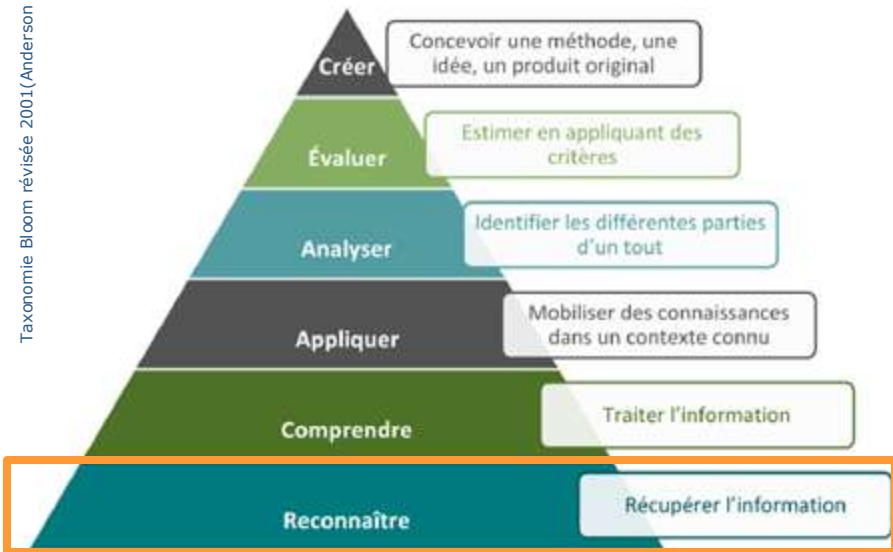 Taxonomie Bloom révisée 2001(Anderson
Créer
Concevoir une méthode, une
idée, un produit original
Évaluer
Estimer en appliquant des
critères
Analyser
Identifier les différentes parties
d'un tout
Appliquer
Mobiliser des connaissances
dans un contexte connu
Comprendre
Traiter l'information
Reconnaître
Récupérer l'information